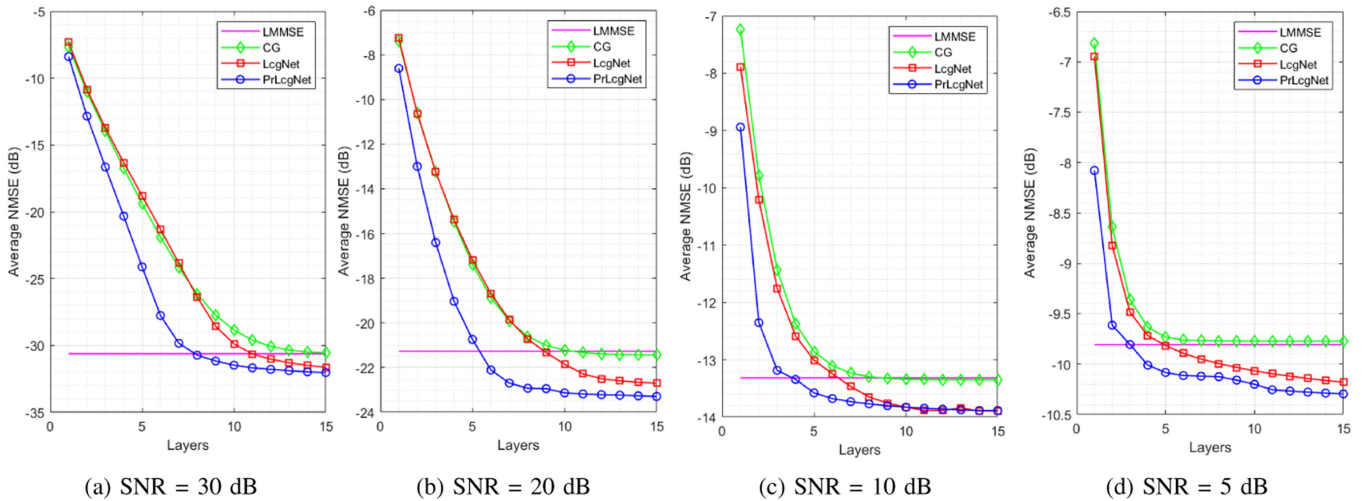 -5
-10
-15
-20
-25
-30
-35
0
5
10
15
Average NMSE (dB)
Layers
LMMSE
CG
LcgNet
PrLcgNet
(a) SNR = 30 dB
-6
-8
-10
-12
-14
-16
-18
-20
-22
-24
0
5
10
15
Average NMSE (dB)
Layers
LMMSE
CG
LcgNet
PrLcgNet
(b) SNR = 20 dB
-7
-8
-9
-10
-11
-12
-13
-14
0
5
10
15
Average NMSE (dB)
Layers
LMMSE
CG
LcgNet
PrLcgNet
(c) SNR = 10 dB
-6.5
-7
-7.5
-8
-8.5
-9
-9.5
-10
-10.5
0
5
10
15
Average NMSE (dB)
Layers
LMMSE
CG
LcgNet
PrLcgNet
(d) SNR = 5 dB